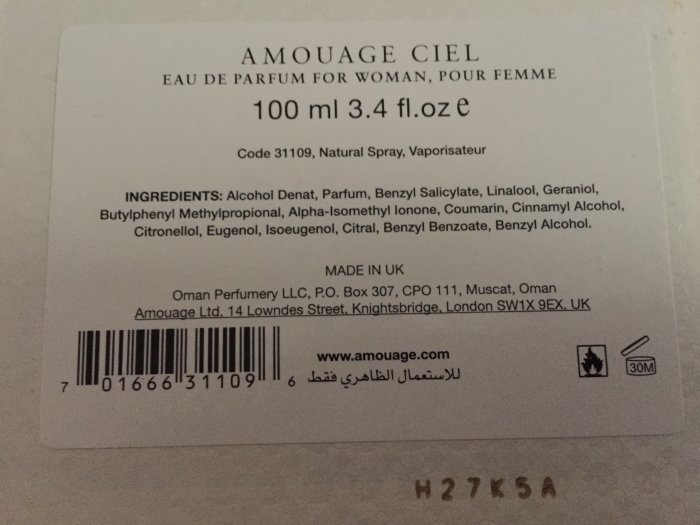 AMOUAGE CIEL
EAU DE PARFUM FOR WOMAN, POUR FEMME
100 ml 3.4 fl.oz e
Code 31109, Natural Spray, Vaporisateur
INGREDIENTS: Alcohol Denat, Parfum, Benzyl Salicylate, Linalool, Geraniol,
Butylphenyl Methylpropional, Alpha-Isomethyl Ionone, Coumarin, Cinnamyl Alcohol,
Citronellol, Eugenol, Isoeugenol, Citral, Benzyl Benzoate, Benzyl Alcohol.
MADE IN UK
Oman Perfumery LLC, P.O. Box 307, CPO 111, Muscat, Oman
Amouage Ltd, 14 Lowndes Street, Knightsbridge, London SW1X 9EX, UK
www.amouage.com
للاستعمال الظاهري فقط
7 01666 31109 6
30M
H27K5A